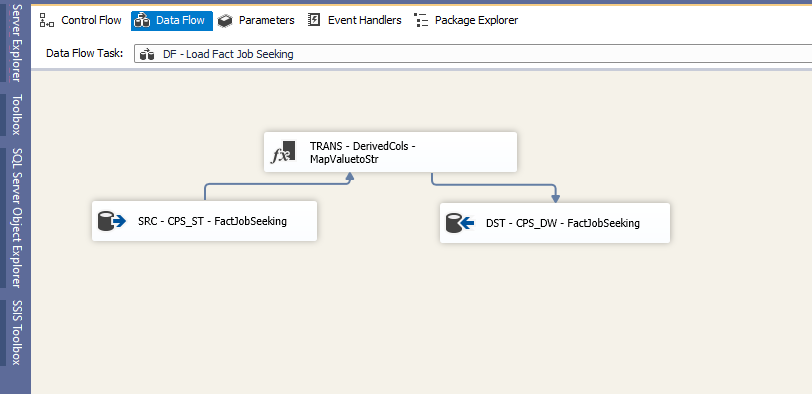 Server Explorer
Toolbox
SQL Server Object Explorer
SSIS Toolbox
Control Flow
Data Flow
Parameters
Event Handlers
Package Explorer
Data Flow Task:
DF - Load Fact Job Seeking
fx
TRANS - DerivedCols -
MapValuetoStr
SRC - CPS_ST - FactJobSeeking
DST - CPS_DW - FactJobSeeking